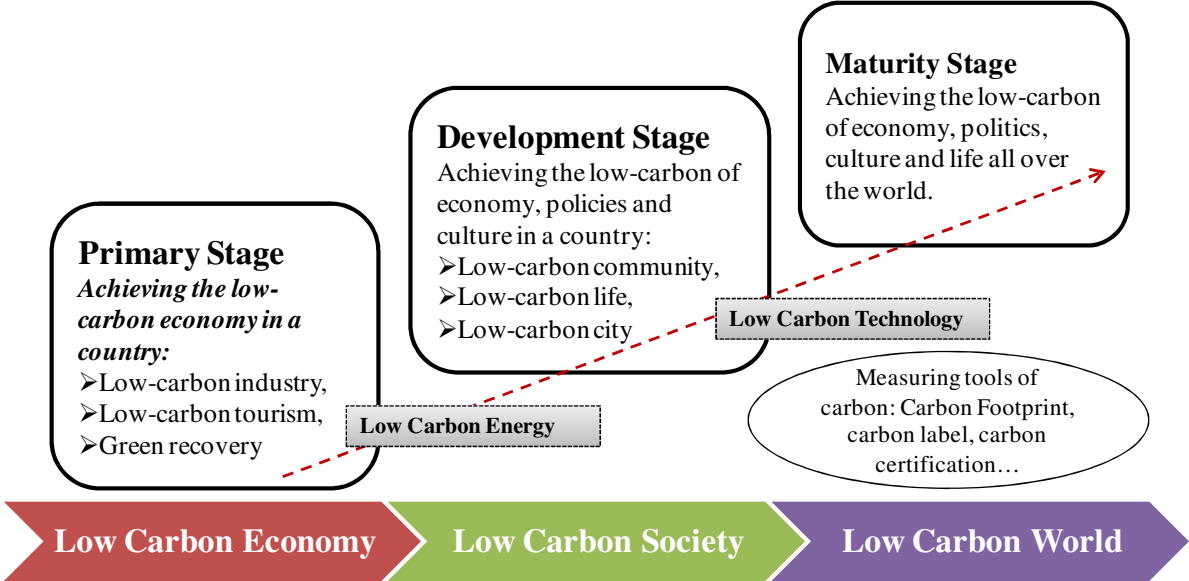 Primary Stage
Achieving the low-
carbon economy in a
country:
➢Low-carbon industry,
➢Low-carbon tourism,
➢Green recovery
Low Carbon Energy
Development Stage
Achieving the low-carbon of
economy, policies and
culture in a country:
➢Low-carbon community,
➢Low-carbon life,
➢Low-carbon city
Low Carbon Technology
Maturity Stage
Achieving the low-carbon
of economy, politics,
culture and life all over
the world.
Measuring tools of
carbon: Carbon Footprint,
carbon label, carbon
certification…
Low Carbon Economy
Low Carbon Society
Low Carbon World